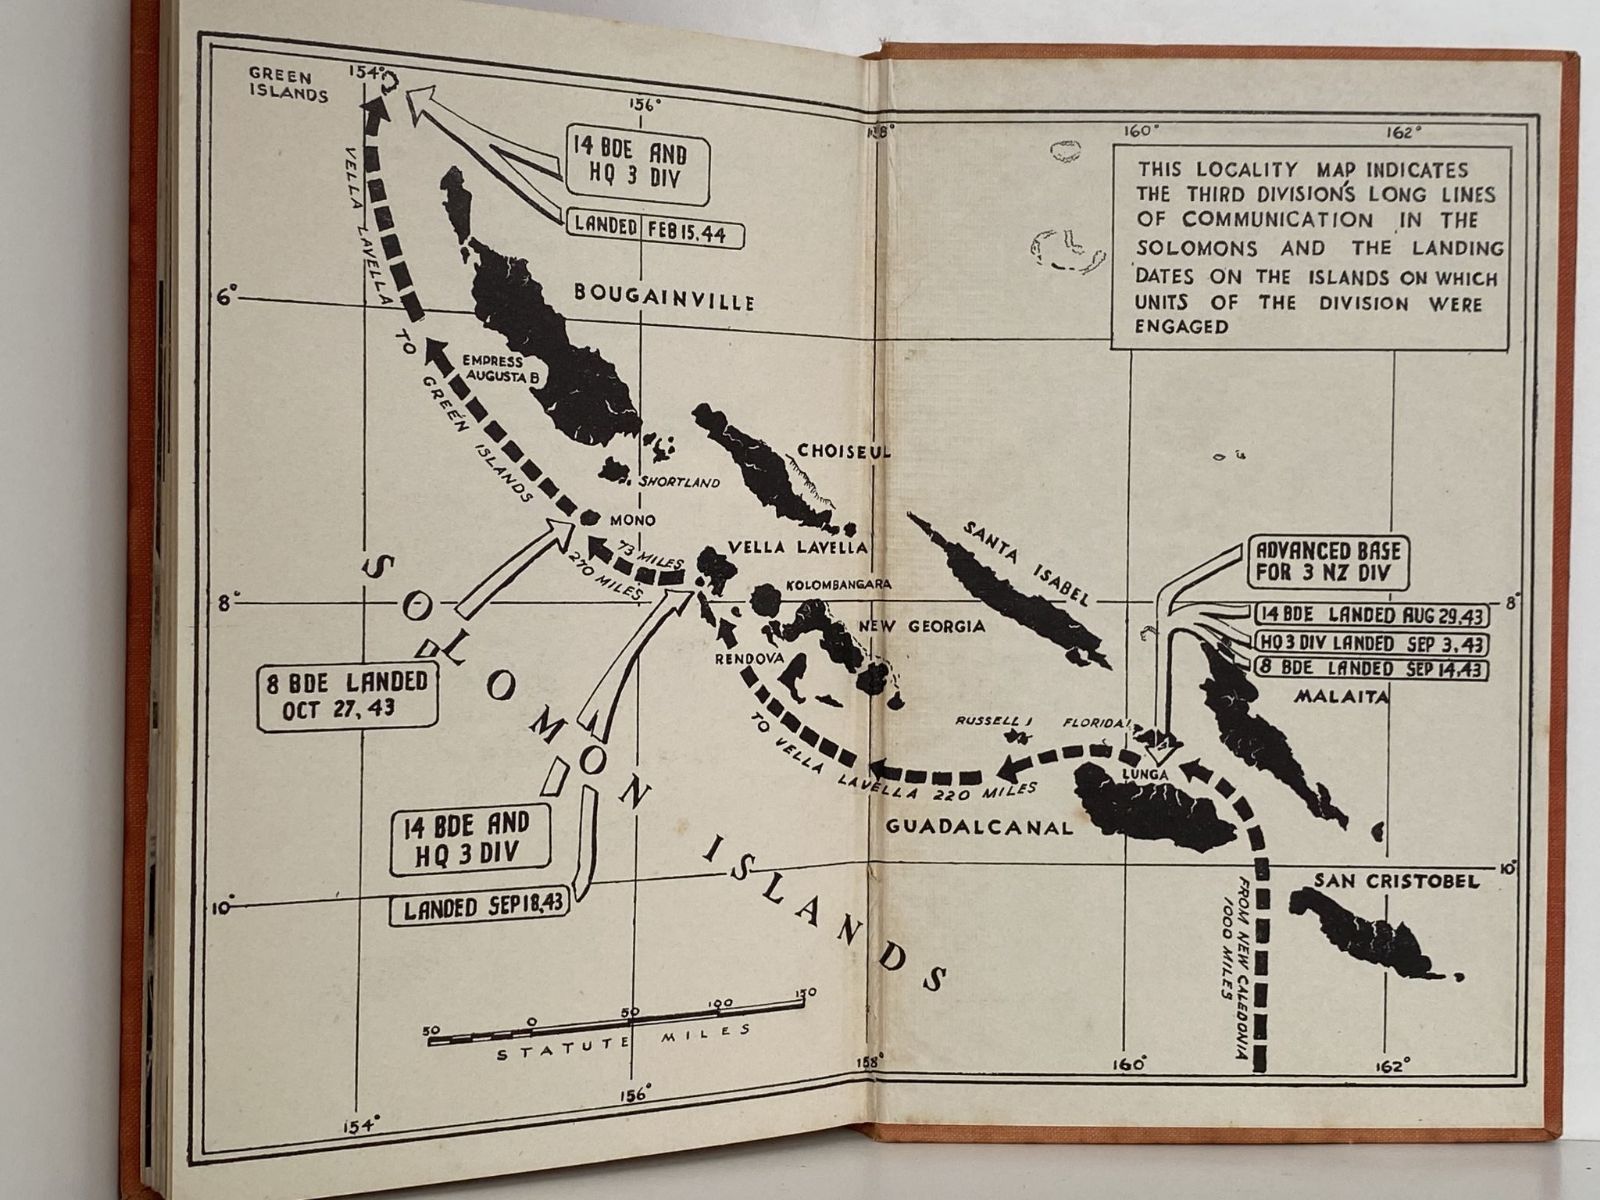 GREEN
ISLANDS
154°
156°
158°
160°
162°
14 BDE AND
HQ 3 DIV
LANDED FEB 15, 44
THIS LOCALITY MAP INDICATES
THE THIRD DIVISION'S LONG LINES
OF COMMUNICATION IN THE
SOLOMONS AND THE LANDING
DATES ON THE ISLANDS ON WHICH
UNITS OF THE DIVISION WERE
ENGAGED
VELLA LAVELLA
TO
GREEN ISLANDS
6°
BOUGAINVILLE
EMPRESS
AUGUSTA B
CHOISEUL
SHORTLAND
MONO
VELLA LAVELLA
73 MILES
270 MILES
KOLOMBANGARA
NEW GEORGIA
RENDOVA
SANTA ISABEL
ADVANCED BASE
FOR 3 NZ DIV
14 BDE LANDED AUG 29, 43
HQ 3 DIV LANDED SEP 3, 43
8 BDE LANDED SEP 14, 43
8°
8°
MALAITA
8 BDE LANDED
OCT 27, 43
SOLOMON ISLANDS
RUSSELL I
FLORIDA I
LUNGA
TO VELLA LAVELLA 220 MILES
GUADALCANAL
14 BDE AND
HQ 3 DIV
LANDED SEP 18, 43
10°
10°
SAN CRISTOBEL
FROM NEW CALEDONIA
1000 MILES
50 0 50 100 150
STATUTE MILES
154°
156°
158°
160°
162°